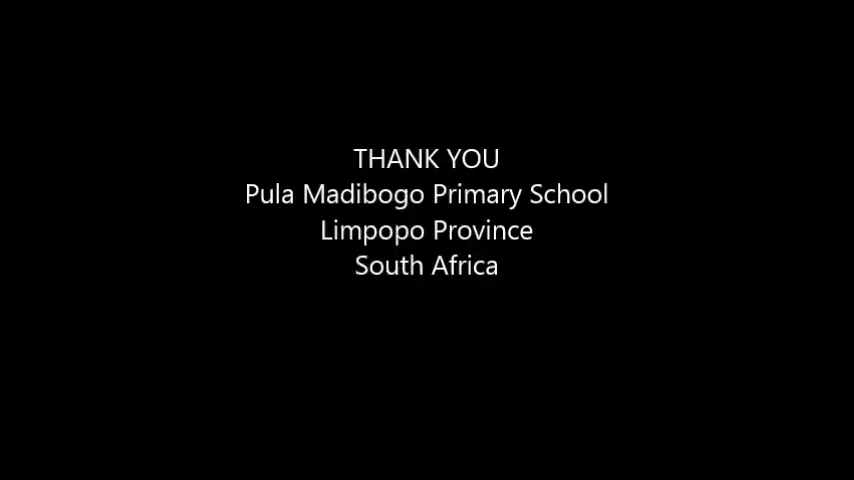 THANK YOU
Pula Madibogo Primary School
Limpopo Province
South Africa